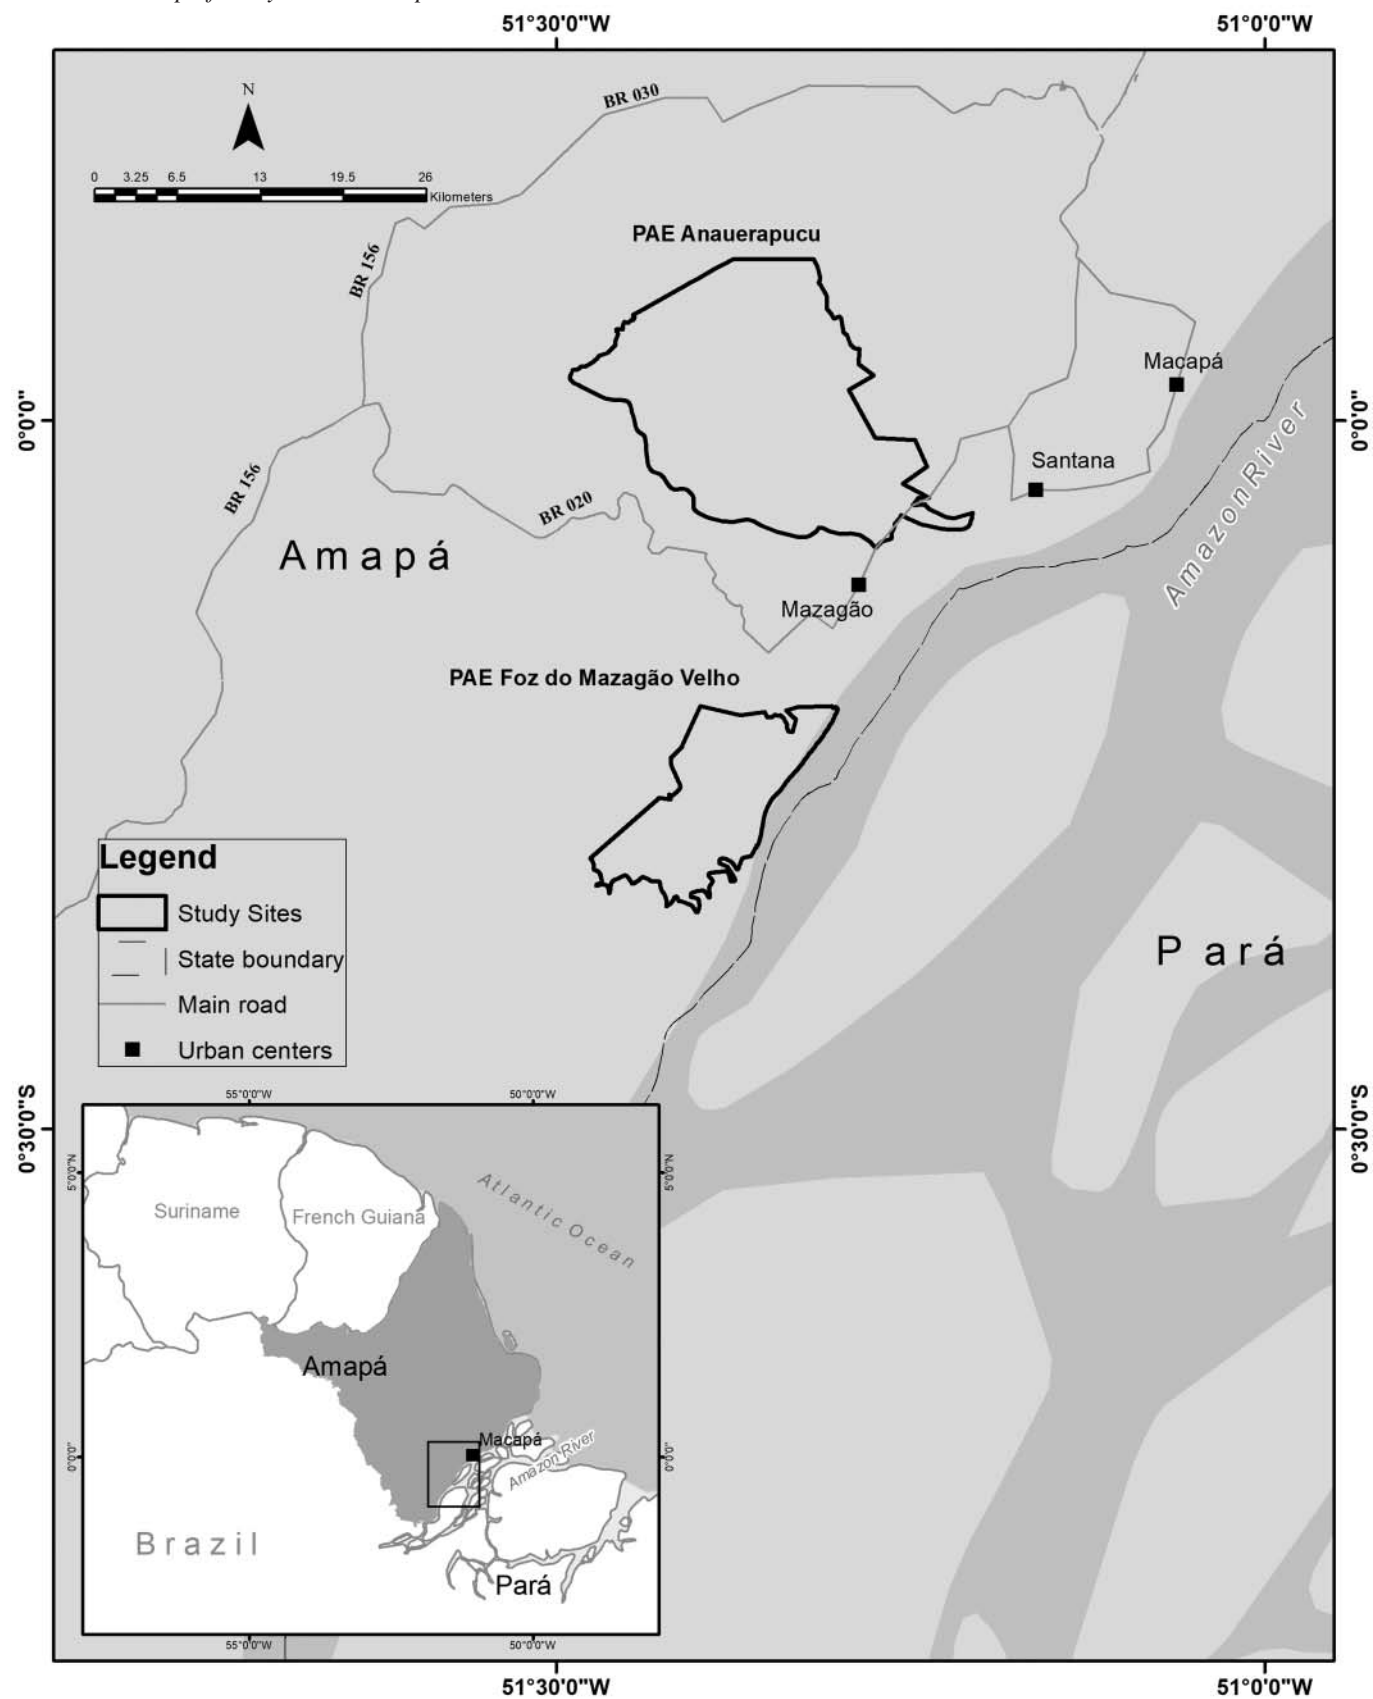 51°30'0"W
51°0'0"W
N
BR 030
0 3.25 6.5 13 19.5 26
Kilometers
PAE Anauerapucu
BR 156
Macapá
0°0'0"
0°0'0"
Amazon River
Santana
BR 156
BR 020
Amapá
Mazagão
PAE Foz do Mazagão Velho
Legend
Study Sites
State boundary
Main road
Urban centers
Pará
0°30'0"S
0°30'0"S
55°0'0"W
50°0'0"W
5°0'0"N
5°0'0"N
Atlantic Ocean
Suriname
French Guiana
Amapá
Macapá
Amazon River
0°0'0"
0°0'0"
Brazil
Pará
55°0'0"W
50°0'0"W
51°30'0"W
51°0'0"W